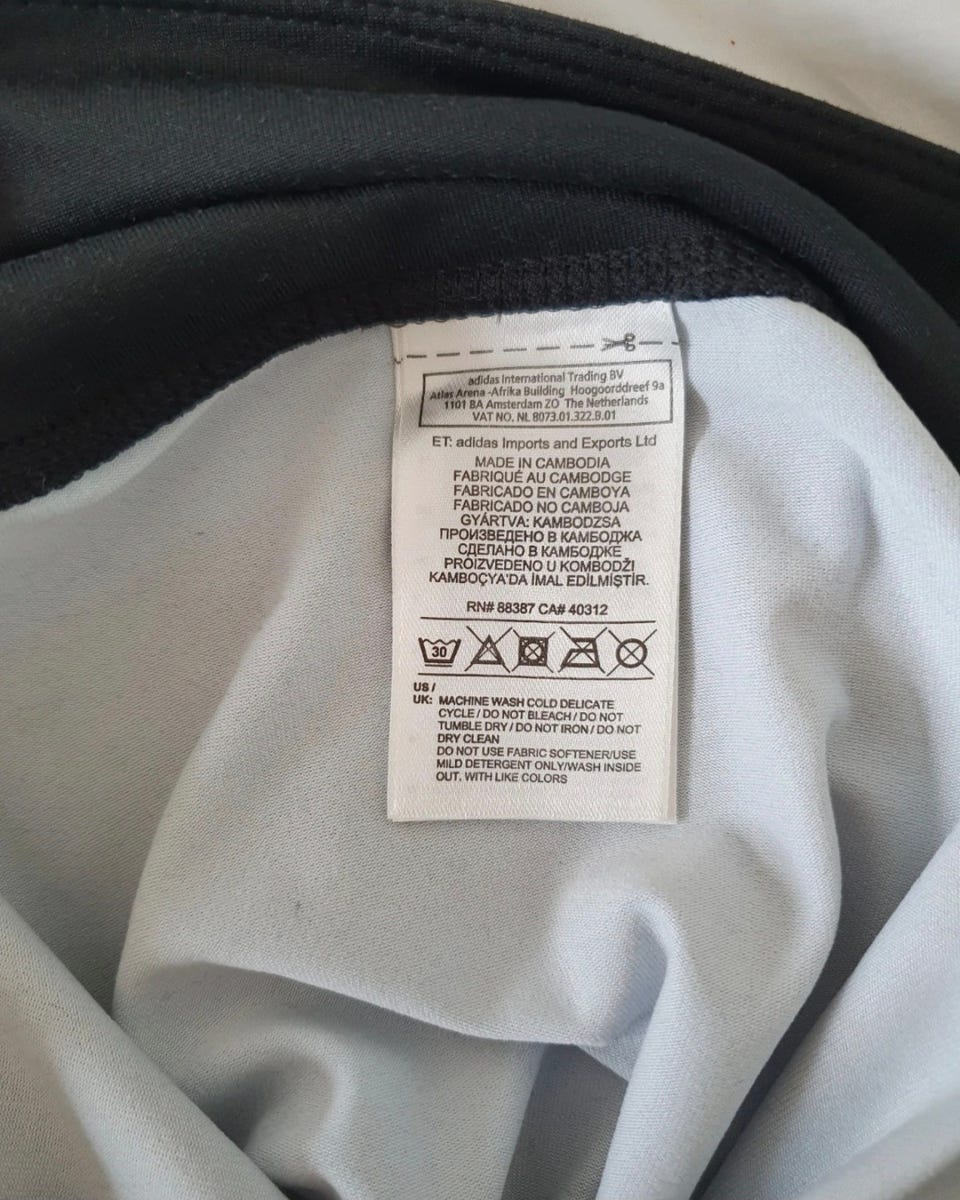 adidas International Trading BV
Atlas Arena -Afrika Building Hoogoorddreef 9a
1101 BA Amsterdam ZO The Netherlands
VAT NO. NL 8073.01.322.B.01
ET: adidas Imports and Exports Ltd
MADE IN CAMBODIA
FABRIQUÉ AU CAMBODGE
FABRICADO EN CAMBOYA
FABRICADO NO CAMBOJA
GYÁRTVA: KAMBODZSA
ПРОИЗВЕДЕНО В КАМБОДЖА
СДЕЛАНО В КАМБОДЖЕ
PROIZVEDENO U KOMBODŽI
KAMBOÇYA'DA İMAL EDİLMİŞTİR.
RN# 88387 CA# 40312
30
US /
UK: MACHINE WASH COLD DELICATE
CYCLE / DO NOT BLEACH / DO NOT
TUMBLE DRY / DO NOT IRON / DO NOT
DRY CLEAN
DO NOT USE FABRIC SOFTENER/USE
MILD DETERGENT ONLY/WASH INSIDE
OUT. WITH LIKE COLORS